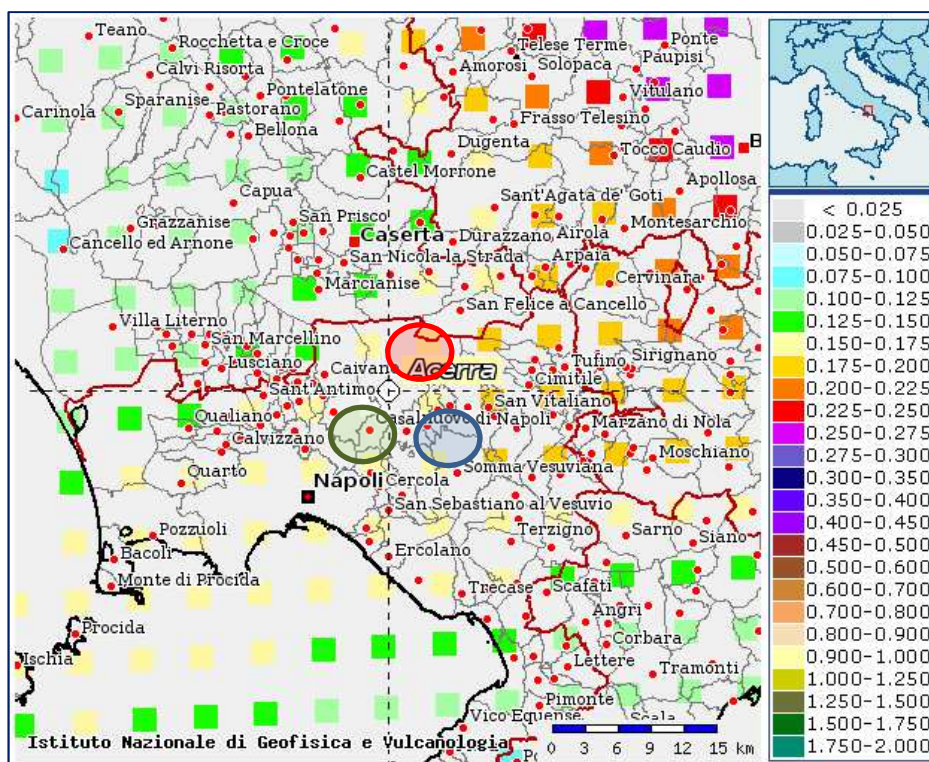 Teano
Rocchetta e Croce
Telese Terme
Ponte
Amorosi
Solopaca
Paupisi
Calvi Risorta
Carinola
Sparanise
Pontelatone
Vitulano
Pastorano
Frasso Telesino
Bellona
Dugenta
Tocco Caudio
B
Castel Morrone
Apollosa
Capua
Sant'Agata de' Goti
Grazzanise
San Prisco
Montesarchio
Cancello ed Arnone
Caserta
Durazzano
Airola
San Nicola la Strada
Arpaia
Marcianise
Cervinara
San Felice a Cancello
Villa Literno
San Marcellino
Lusciano
Caivano
Acerra
Tufino
Sirignano
Cimitile
Sant'Antimo
San Vitaliano
Qualiano
asalnuovo di Napoli
Marzano di Nola
Calvizzano
Moschiano
Quarto
Somma Vesuviana
Napoli
Cercola
San Sebastiano al Vesuvio
Pozzuoli
Terzigno
Sarno
Siano
Bacoli
Ercolano
Monte di Procida
Trecase
Scafati
Angri
Procida
Corbara
Ischia
Lettere
Tramonti
Pimonte
Vico Equense
Scala
Istituto Nazionale di Geofisica e Vulcanologia
0 3 6 9 12 15 km
Po
< 0.025
0.025-0.050
0.050-0.075
0.075-0.100
0.100-0.125
0.125-0.150
0.150-0.175
0.175-0.200
0.200-0.225
0.225-0.250
0.250-0.275
0.275-0.300
0.300-0.350
0.350-0.400
0.400-0.450
0.450-0.500
0.500-0.600
0.600-0.700
0.700-0.800
0.800-0.900
0.900-1.000
1.000-1.250
1.250-1.500
1.500-1.750
1.750-2.000